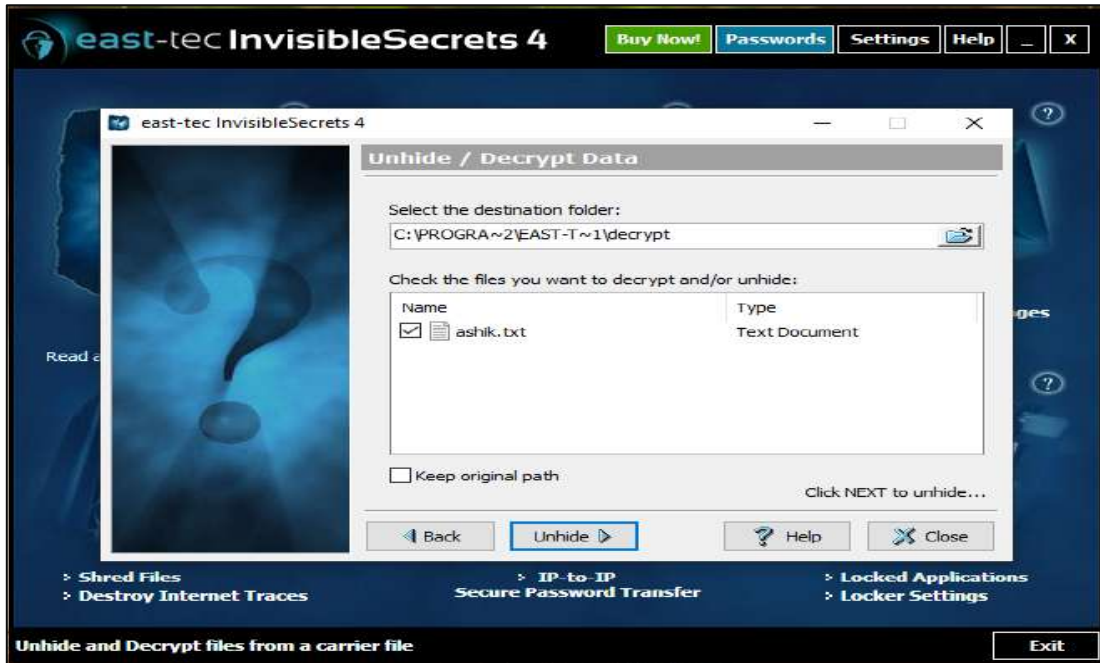 east-tec InvisibleSecrets 4
Buy Now! Passwords Settings Help _ X
?
east-tec InvisibleSecrets 4
Unhide / Decrypt Data
Select the destination folder:
C:\PROGRA~2\EAST-T~1\decrypt
Check the files you want to decrypt and/or unhide:
Name Type
ashik.txt Text Document
ges
Read a
?
Keep original path
Click NEXT to unhide...
Back Unhide Help Close
> Shred Files > IP-to-IP > Locked Applications
> Destroy Internet Traces Secure Password Transfer > Locker Settings
Unhide and Decrypt files from a carrier file Exit